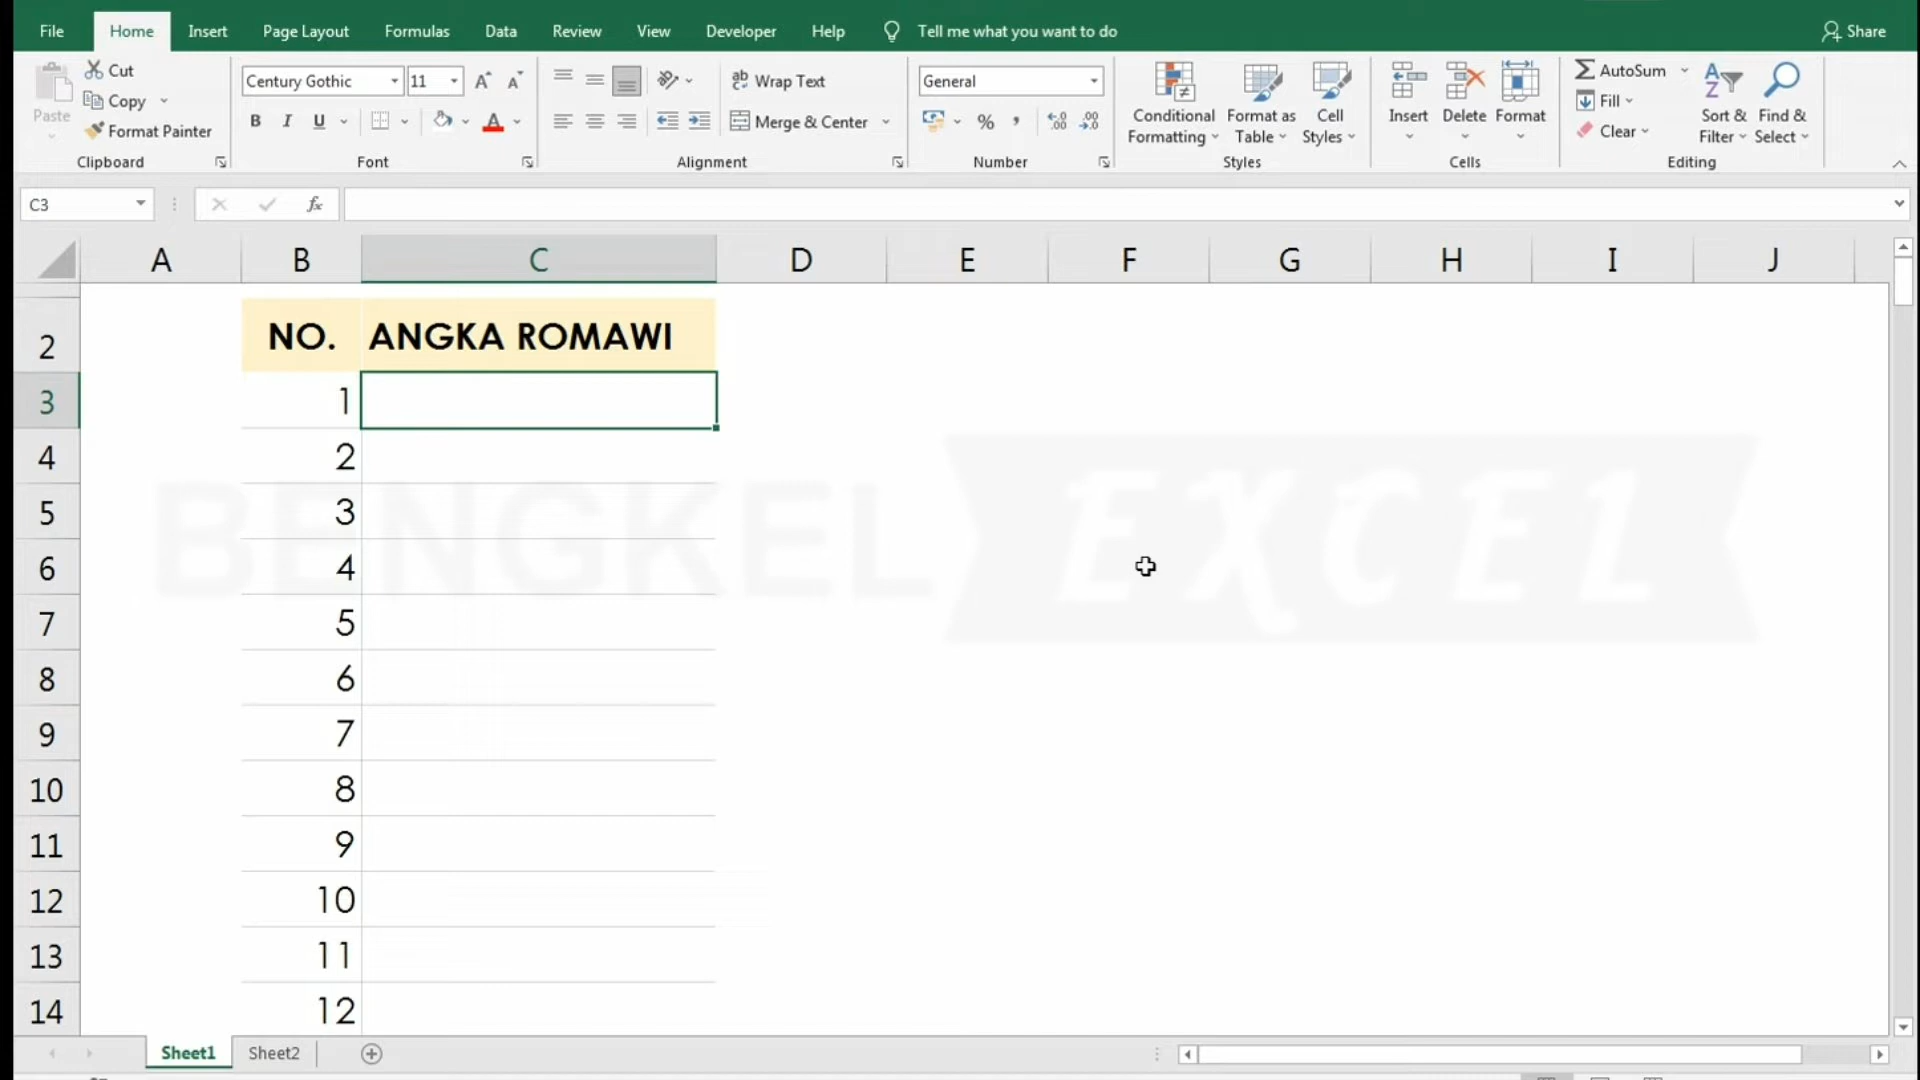 File Home Insert Page Layout Formulas Data Review View Developer Help Tell me what you want to do Share
Paste
Cut
Copy
Format Painter
Clipboard
Century Gothic 11
B I U
Font
Wrap Text
Merge & Center
Alignment
General
%
Number
Conditional Formatting
Format as Table
Cell Styles
Styles
Insert Delete Format
Cells
AutoSum
Fill
Clear
Sort & Filter
Find & Select
Editing
C3 fx
A B C D E F G H I J
2 NO. ANGKA ROMAWI
3 1
4 2
5 3
6 4
7 5
8 6
9 7
10 8
11 9
12 10
13 11
14 12
BENGKEL EXCEL
Sheet1 Sheet2